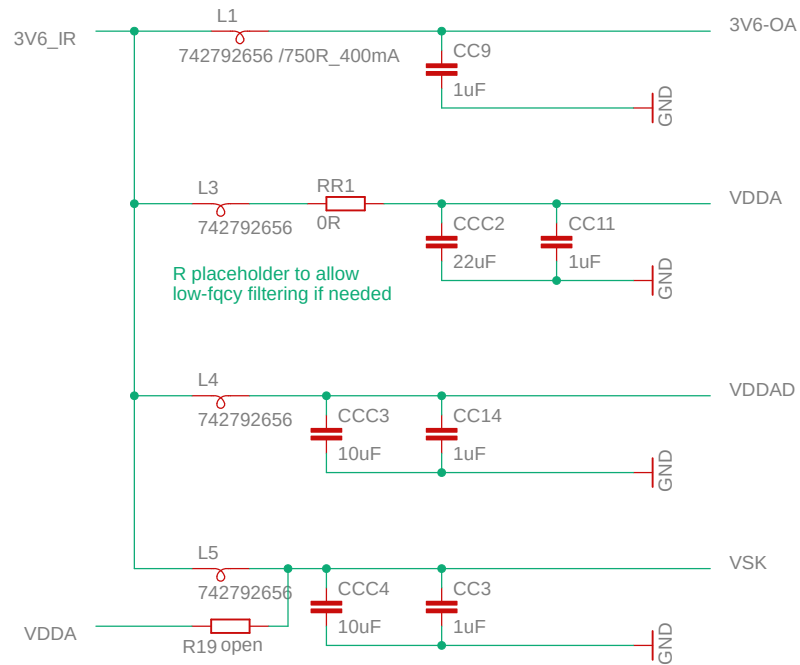 L1
3V6_IR
3V6-OA
742792656 /750R_400mA
CC9
1uF
GND
L3
RR1
VDDA
742792656
0R
CCC2
CC11
22uF
1uF
GND
R placeholder to allow
low-fqcy filtering if needed
L4
VDDAD
742792656
CCC3
CC14
10uF
1uF
GND
L5
VSK
742792656
CCC4
CC3
10uF
1uF
GND
VDDA
R19 open